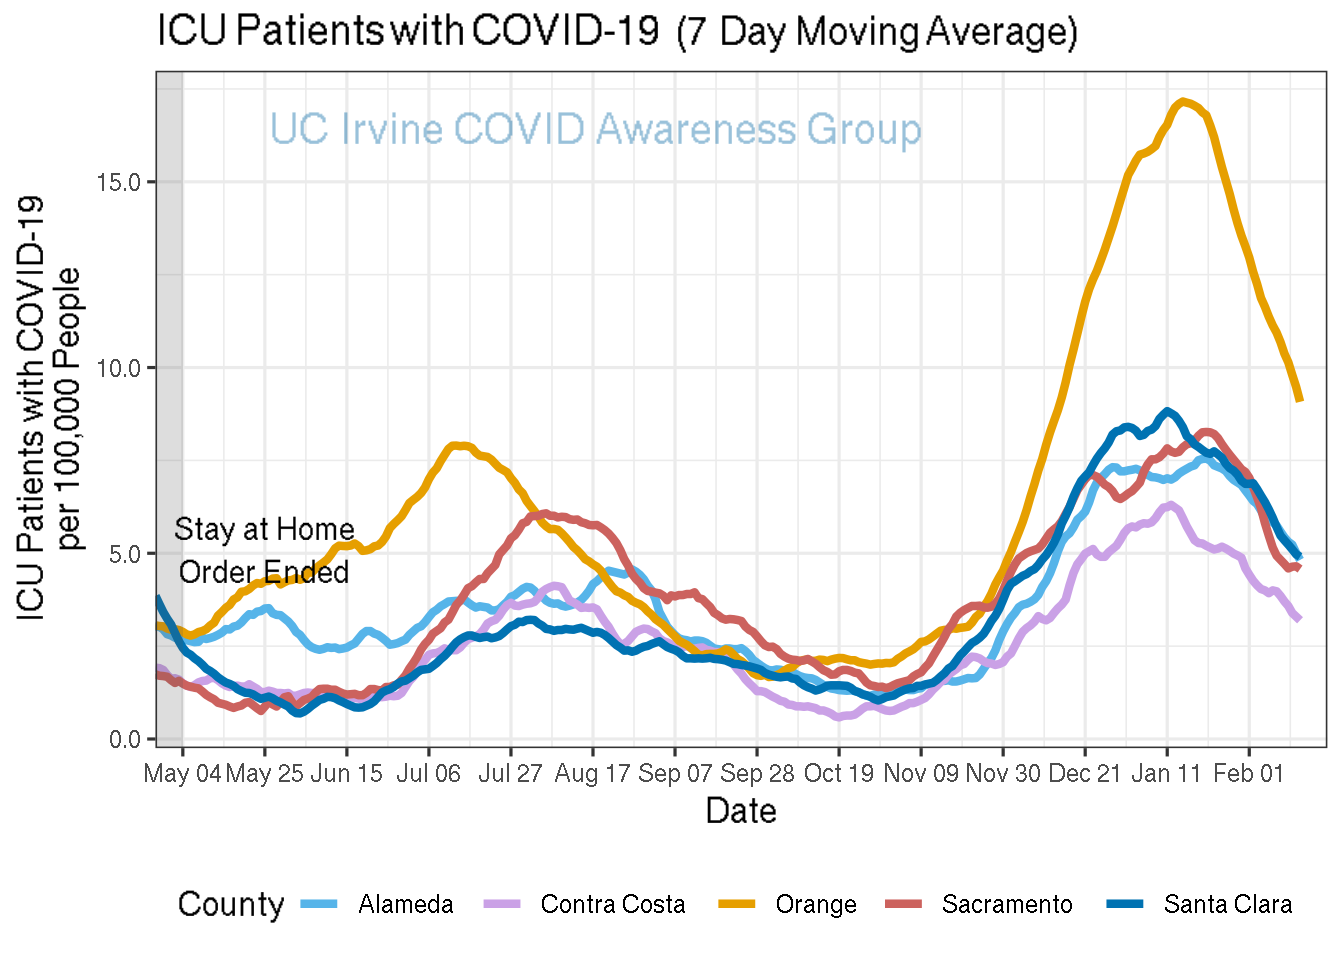 ICU Patients with COVID-19 (7 Day Moving Average)
UC Irvine COVID Awareness Group
ICU Patients with COVID-19
per 100,000 People
15.0
10.0
5.0
0.0
Stay at Home
Order Ended
May 04 May 25 Jun 15 Jul 06 Jul 27 Aug 17 Sep 07 Sep 28 Oct 19 Nov 09 Nov 30 Dec 21 Jan 11 Feb 01
Date
County Alameda Contra Costa Orange Sacramento Santa Clara